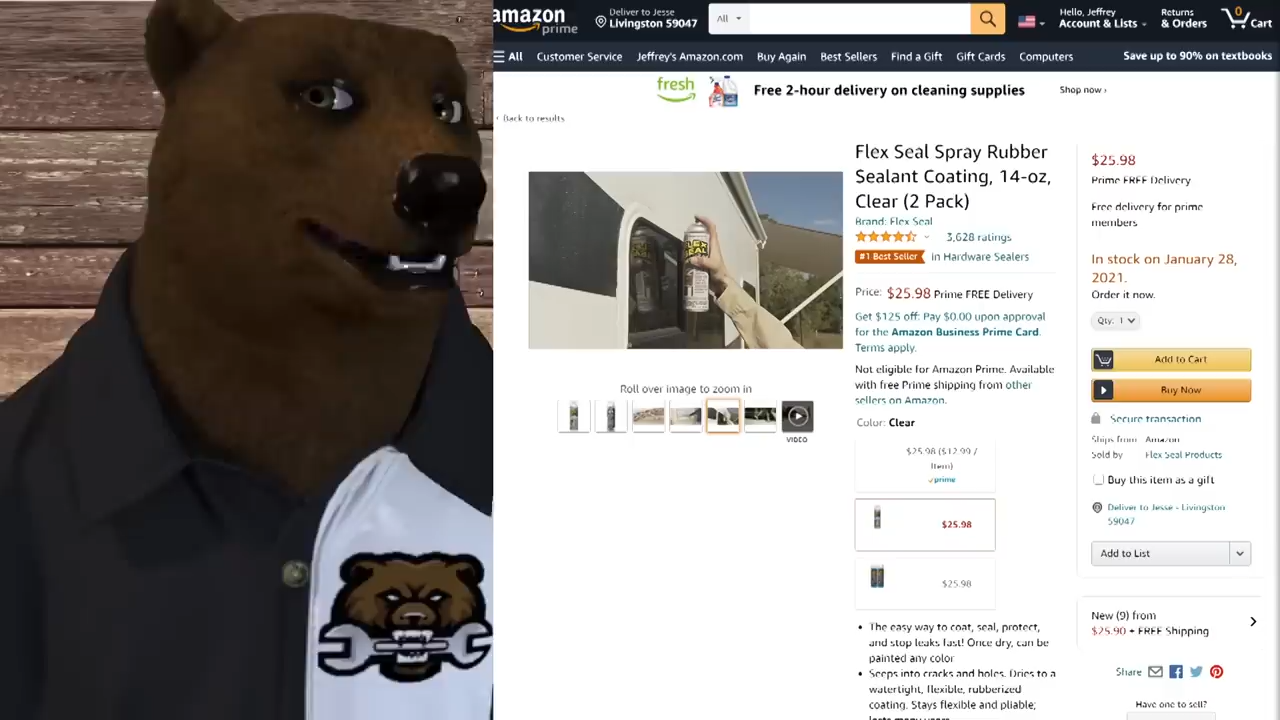 amazon
prime
Deliver to Jesse
Livingston 59047
All
Hello, Jeffrey
Account & Lists
Returns
& Orders
0
Cart
All
Customer Service
Jeffrey's Amazon.com
Buy Again
Best Sellers
Find a Gift
Gift Cards
Computers
Save up to 90% on textbooks
fresh
Free 2-hour delivery on cleaning supplies
Shop now ›
‹ Back to results
FLEX
SEAL
Roll over image to zoom in
VIDEO
Flex Seal Spray Rubber
Sealant Coating, 14-oz,
Clear (2 Pack)
Brand: Flex Seal
3,628 ratings
#1 Best Seller
in Hardware Sealers
Price: $25.98 Prime FREE Delivery
Get $125 off: Pay $0.00 upon approval
for the Amazon Business Prime Card.
Terms apply.
Not eligible for Amazon Prime. Available
with free Prime shipping from other
sellers on Amazon.
Color: Clear
$25.98 ($12.99 /
Item)
prime
$25.98
$25.98
• The easy way to coat, seal, protect,
and stop leaks fast! Once dry, can be
painted any color
• Seeps into cracks and holes. Dries to a
watertight, flexible, rubberized
coating. Stays flexible and pliable;
lasts many years
$25.98
Prime FREE Delivery
Free delivery for prime
members
In stock on January 28,
2021.
Order it now.
Qty: 1
Add to Cart
Buy Now
Secure transaction
Ships from Amazon
Sold by Flex Seal Products
Buy this item as a gift
Deliver to Jesse - Livingston
59047
Add to List
New (9) from
$25.90 + FREE Shipping
Share
Have one to sell?